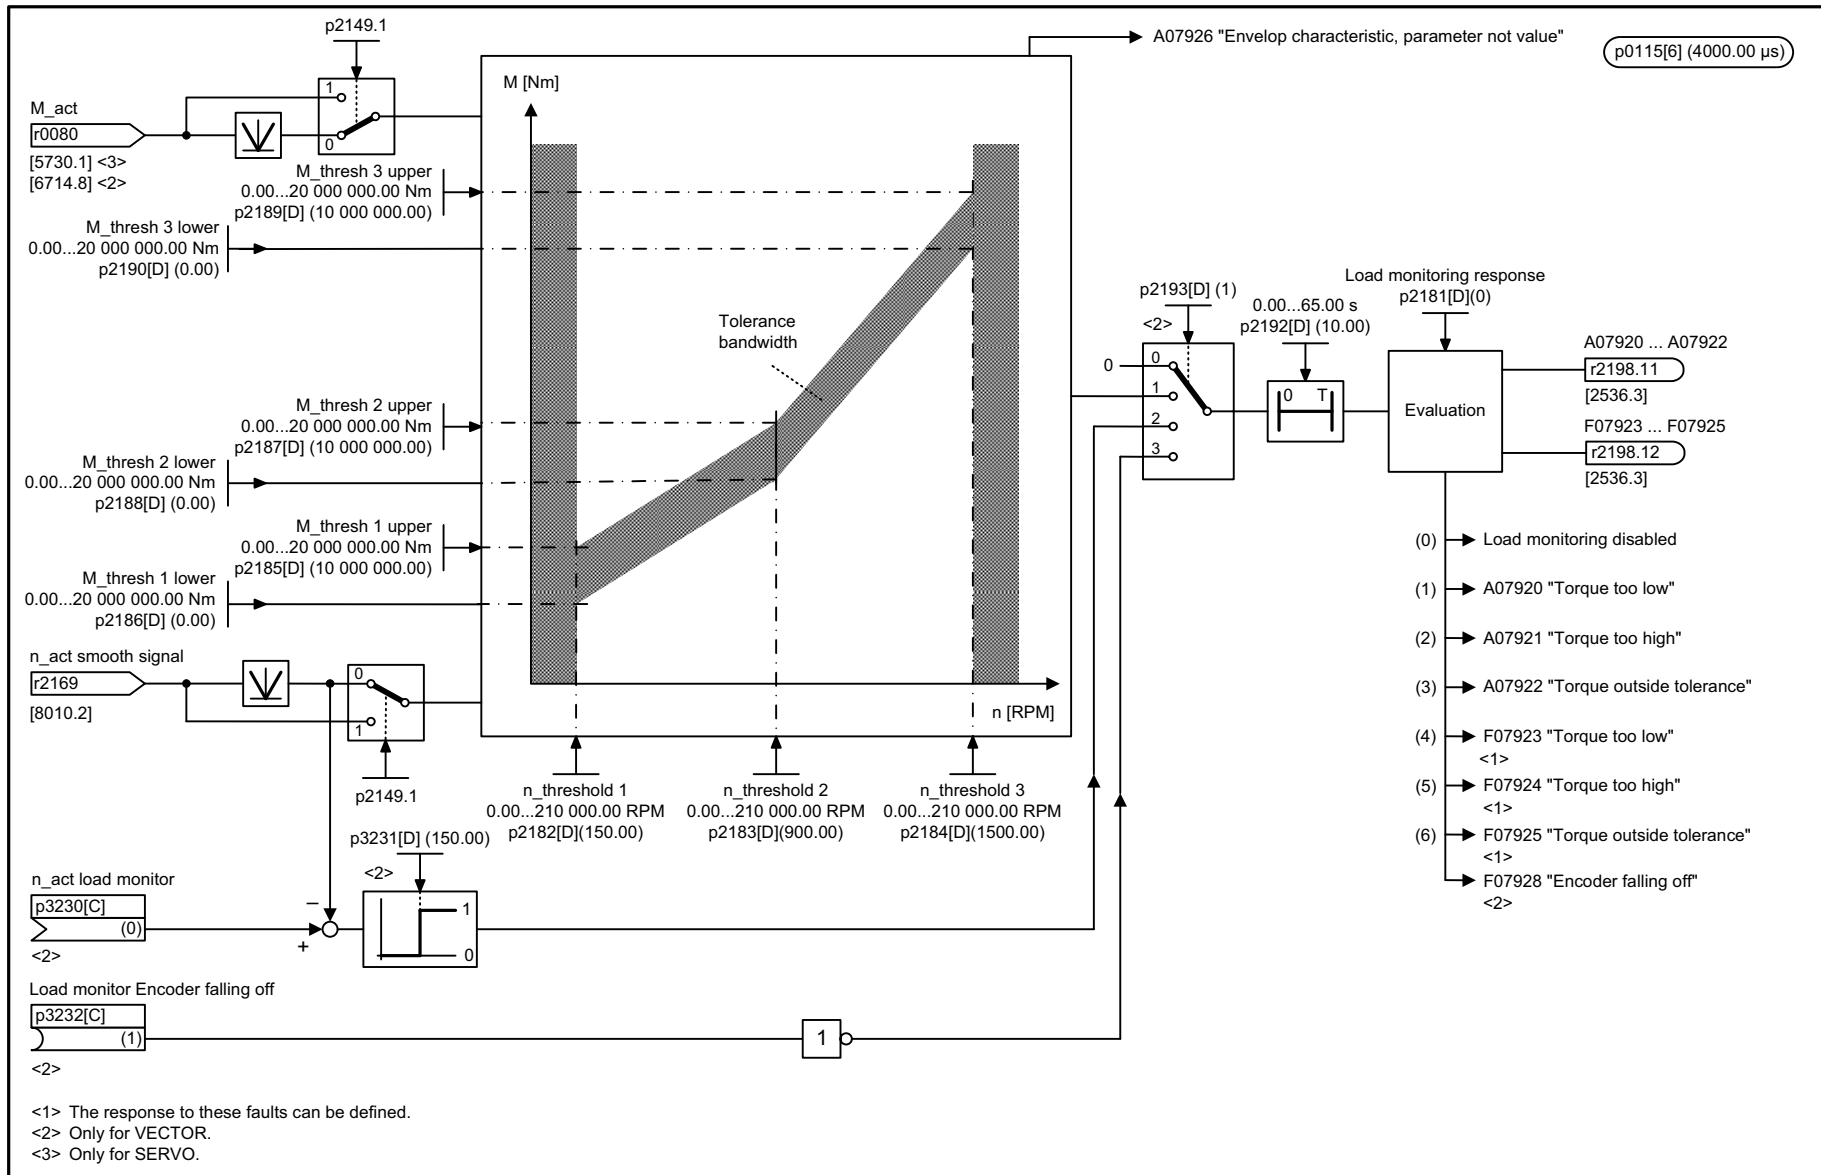 p2149.1
A07926 "Envelop characteristic, parameter not value"
p0115[6] (4000.00 µs)
M [Nm]
1
0
M_act
r0080
[5730.1] <3>
[6714.8] <2>
M_thresh 3 upper
0.00...20 000 000.00 Nm
p2189[D] (10 000 000.00)
M_thresh 3 lower
0.00...20 000 000.00 Nm
p2190[D] (0.00)
Tolerance
bandwidth
M_thresh 2 upper
0.00...20 000 000.00 Nm
p2187[D] (10 000 000.00)
M_thresh 2 lower
0.00...20 000 000.00 Nm
p2188[D] (0.00)
M_thresh 1 upper
0.00...20 000 000.00 Nm
p2185[D] (10 000 000.00)
M_thresh 1 lower
0.00...20 000 000.00 Nm
p2186[D] (0.00)
n_act smooth signal
r2169
[8010.2]
0
1
p2149.1
n [RPM]
n_threshold 1
0.00...210 000.00 RPM
p2182[D](150.00)
n_threshold 2
0.00...210 000.00 RPM
p2183[D](900.00)
n_threshold 3
0.00...210 000.00 RPM
p2184[D](1500.00)
p2193[D] (1)
<2>
0
0
1
2
3
0.00...65.00 s
p2192[D] (10.00)
0 T
Load monitoring response
p2181[D](0)
Evaluation
A07920 ... A07922
r2198.11
[2536.3]
F07923 ... F07925
r2198.12
[2536.3]
(0) Load monitoring disabled
(1) A07920 "Torque too low"
(2) A07921 "Torque too high"
(3) A07922 "Torque outside tolerance"
(4) F07923 "Torque too low"
<1>
(5) F07924 "Torque too high"
<1>
(6) F07925 "Torque outside tolerance"
<1>
F07928 "Encoder falling off"
<2>
p3231[D] (150.00)
<2>
1
0
n_act load monitor
p3230[C]
(0)
<2>
–
+
Load monitor Encoder falling off
p3232[C]
(1)
<2>
1
<1> The response to these faults can be defined.
<2> Only for VECTOR.
<3> Only for SERVO.